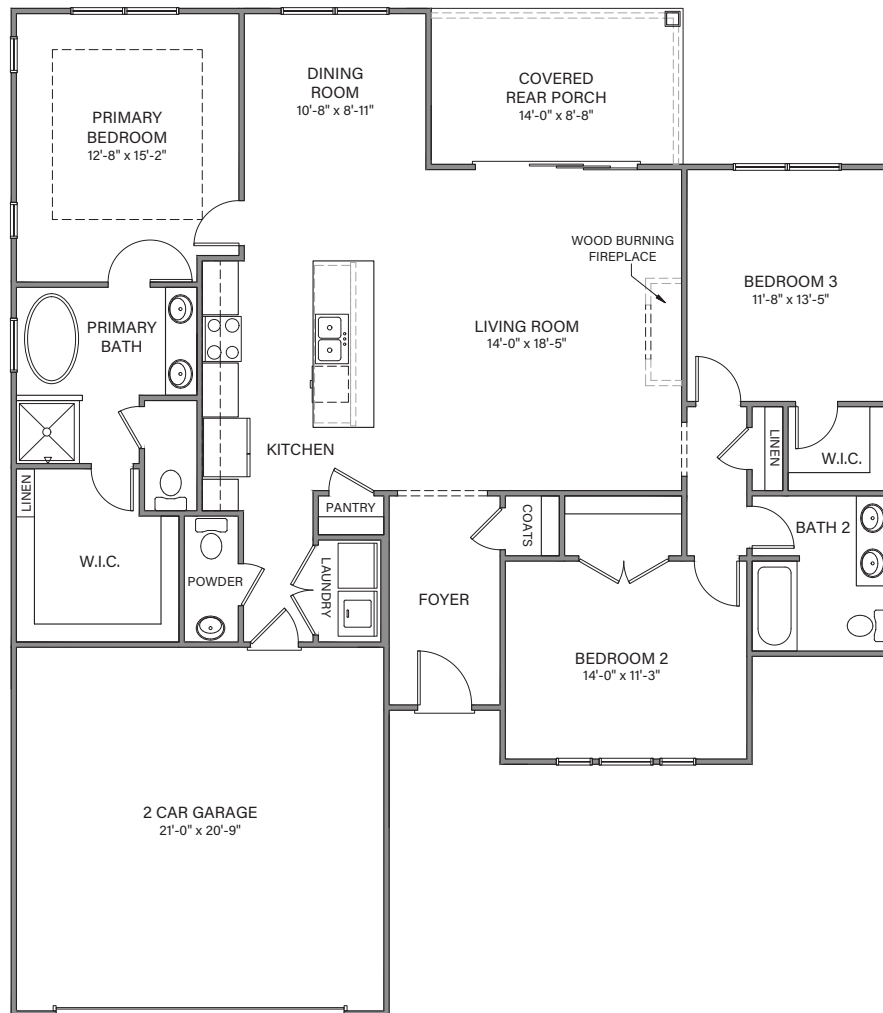 DINING
ROOM
10'-8" x 8'-11"
COVERED
REAR PORCH
14'-0" x 8'-8"
PRIMARY
BEDROOM
12'-8" x 15'-2"
WOOD BURNING
FIREPLACE
BEDROOM 3
11'-8" x 13'-5"
PRIMARY
BATH
LIVING ROOM
14'-0" x 18'-5"
KITCHEN
LINEN
W.I.C.
LINEN
PANTRY
COATS
BATH 2
W.I.C.
POWDER
LAUNDRY
FOYER
BEDROOM 2
14'-0" x 11'-3"
2 CAR GARAGE
21'-0" x 20'-9"